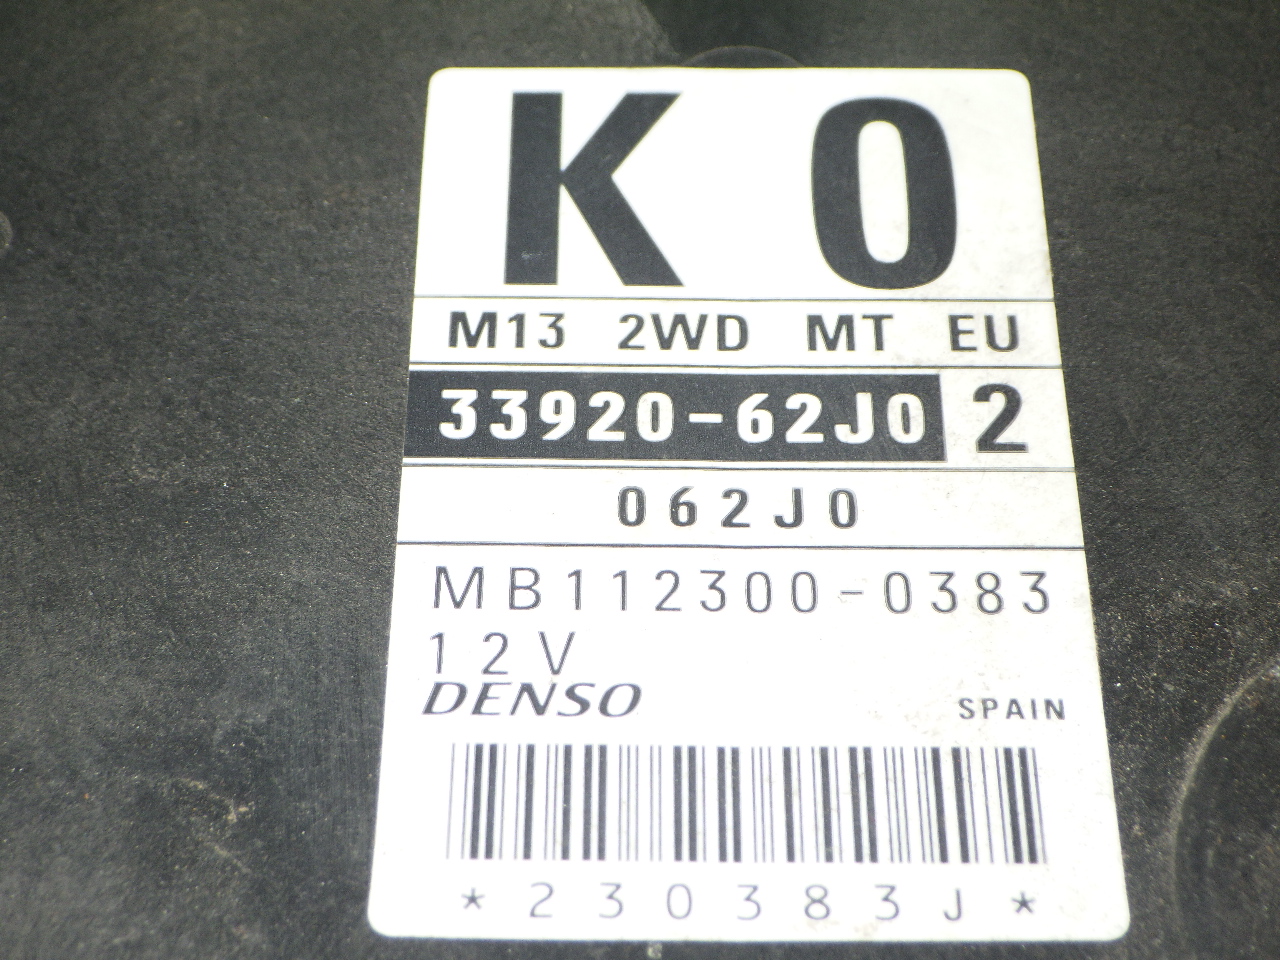 K 0
M13 2WD MT EU
33920-62J0 2
062J0
MB112300-0383
12V
DENSO SPAIN
*230383J*